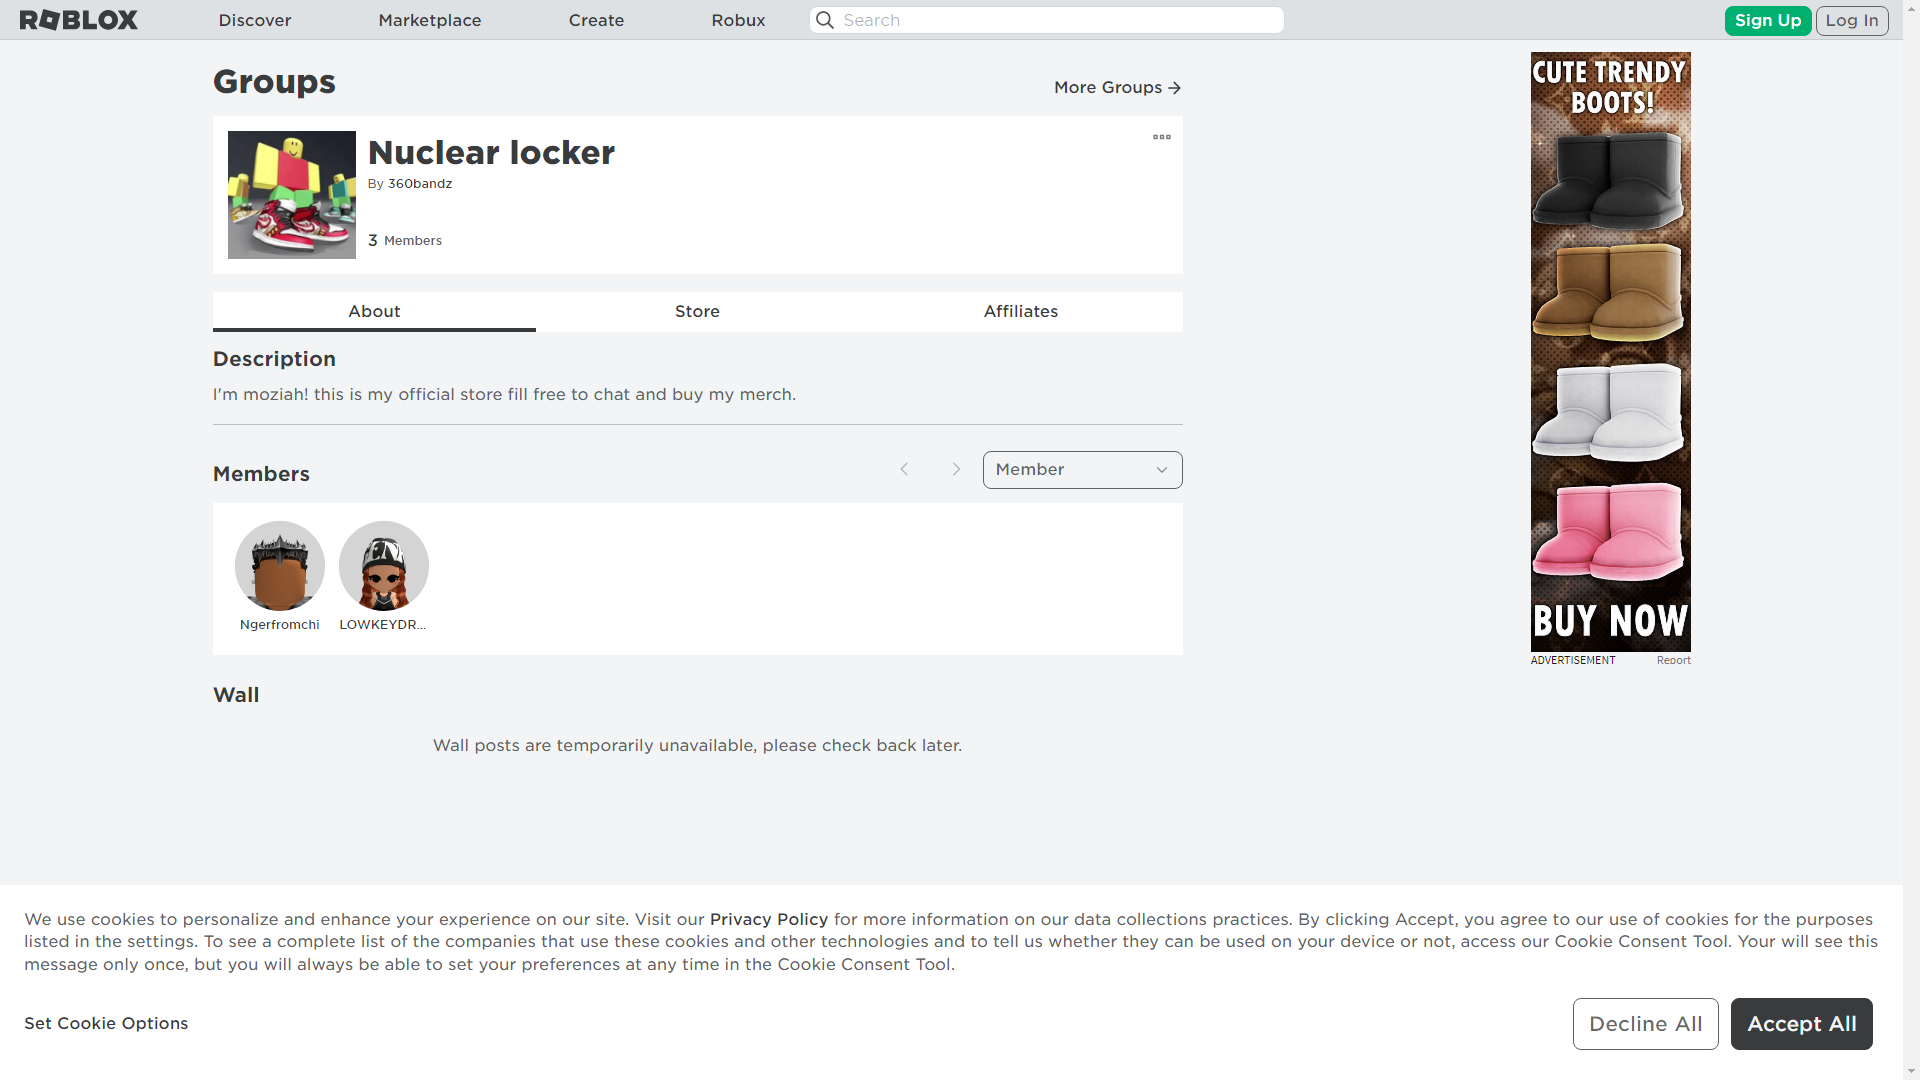 ROBLOX
Discover
Marketplace
Create
Robux
Search
Sign Up
Log In
Groups
More Groups
Nuclear locker
By 360bandz
3 Members
About
Store
Affiliates
Description
I'm moziah! this is my official store fill free to chat and buy my merch.
Members
Member
Ngerfromchi
LOWKEYDR...
Wall
Wall posts are temporarily unavailable, please check back later.
CUTE TRENDY
BOOTS!
BUY NOW
ADVERTISEMENT
Report
We use cookies to personalize and enhance your experience on our site. Visit our Privacy Policy for more information on our data collections practices. By clicking Accept, you agree to our use of cookies for the purposes
listed in the settings. To see a complete list of the companies that use these cookies and other technologies and to tell us whether they can be used on your device or not, access our Cookie Consent Tool. Your will see this
message only once, but you will always be able to set your preferences at any time in the Cookie Consent Tool.
Set Cookie Options
Decline All
Accept All